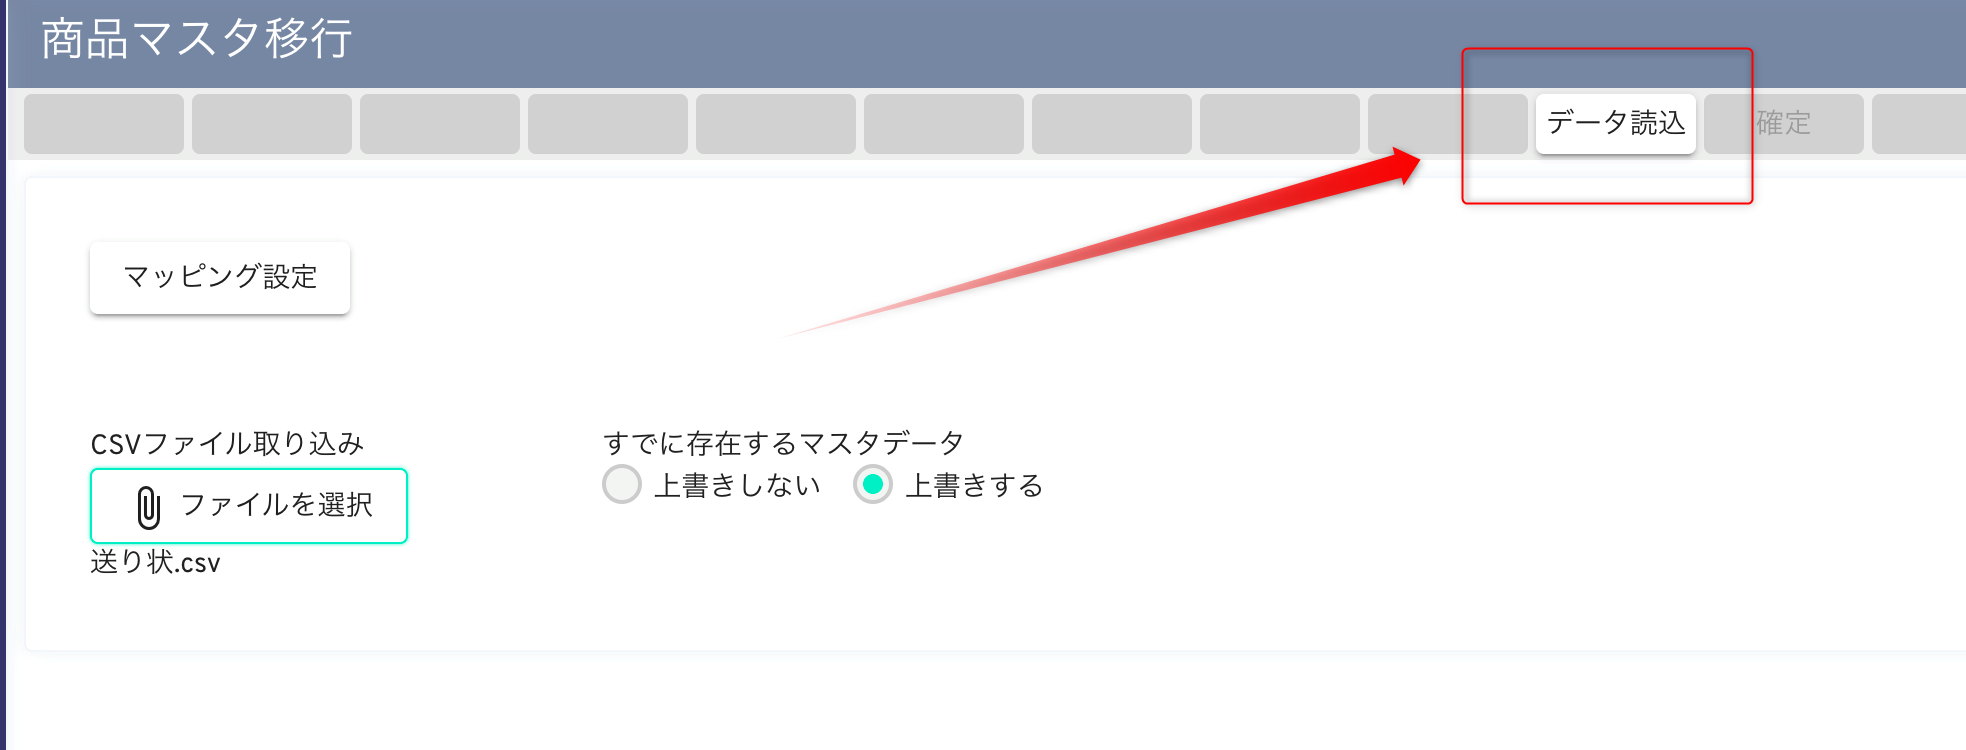 商品マスタ移行
データ読込
確定
マッピング設定
CSVファイル取り込み
ファイルを選択
送り状.csv
すでに存在するマスタデータ
上書きしない 上書きする